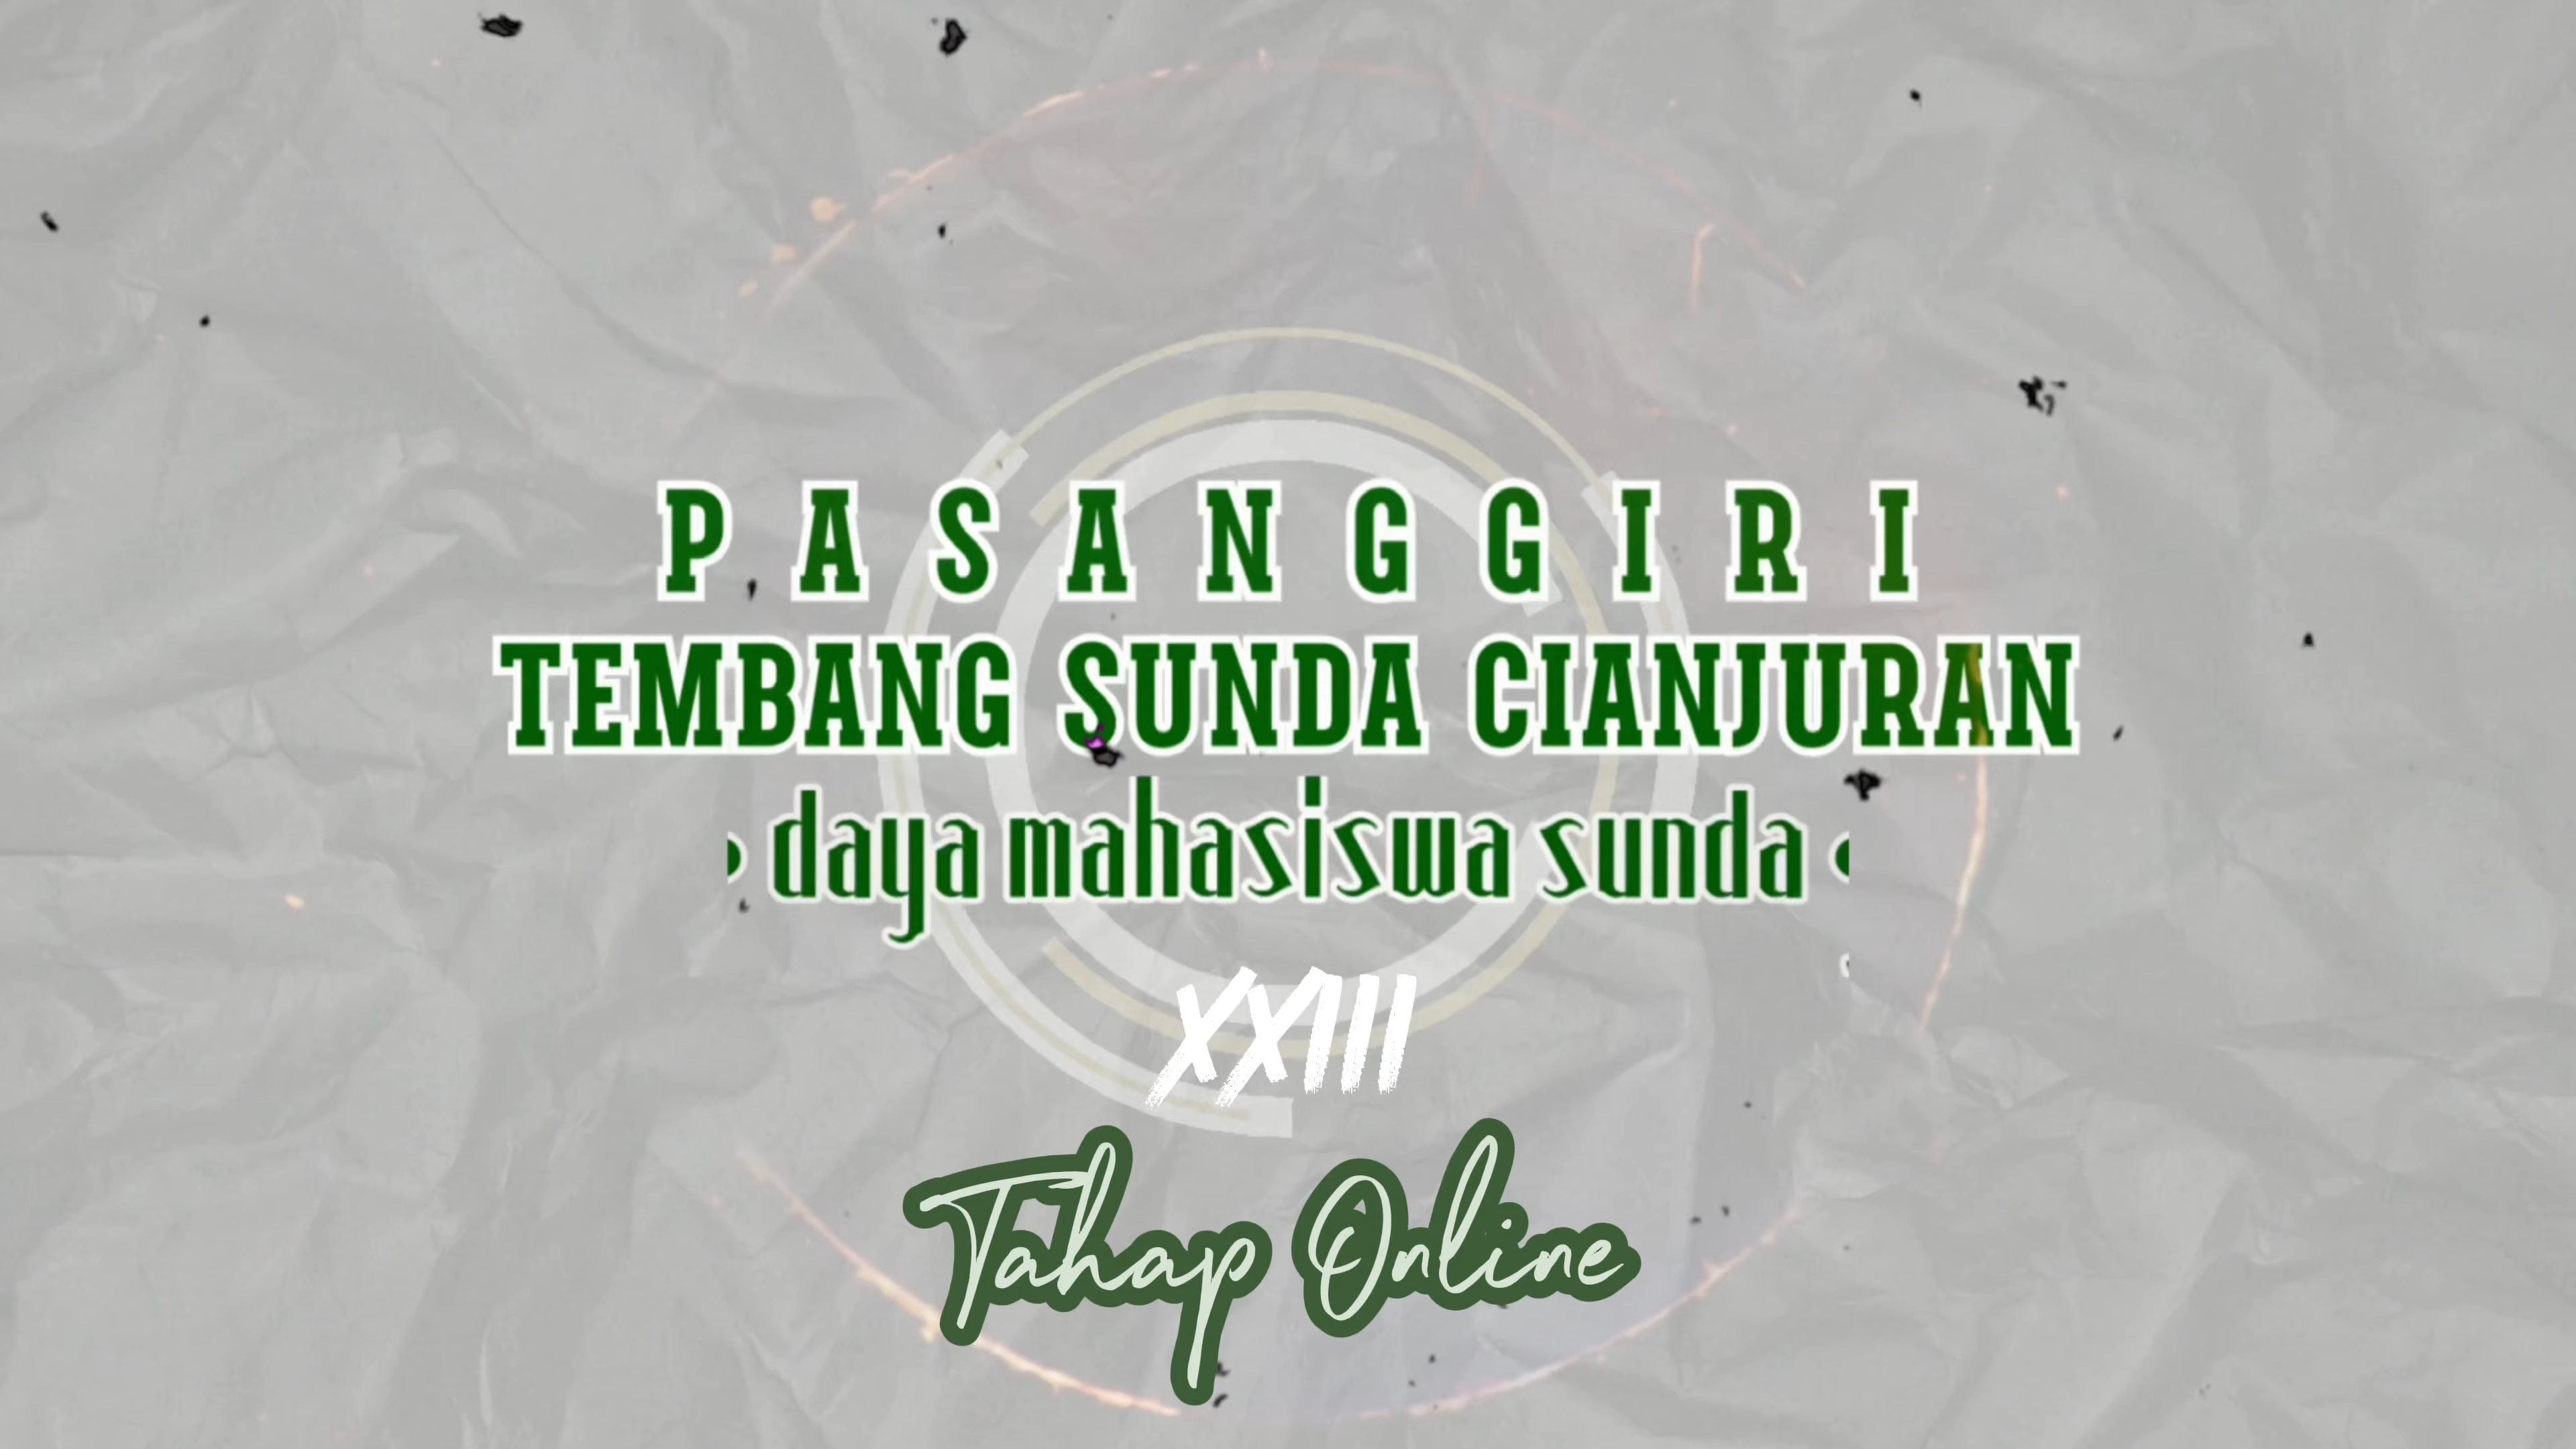 PASANGGIRI
TEMBANG SUNDA CIANJURAN
• daya mahasiswa sunda •
XXIII
Tahap Online